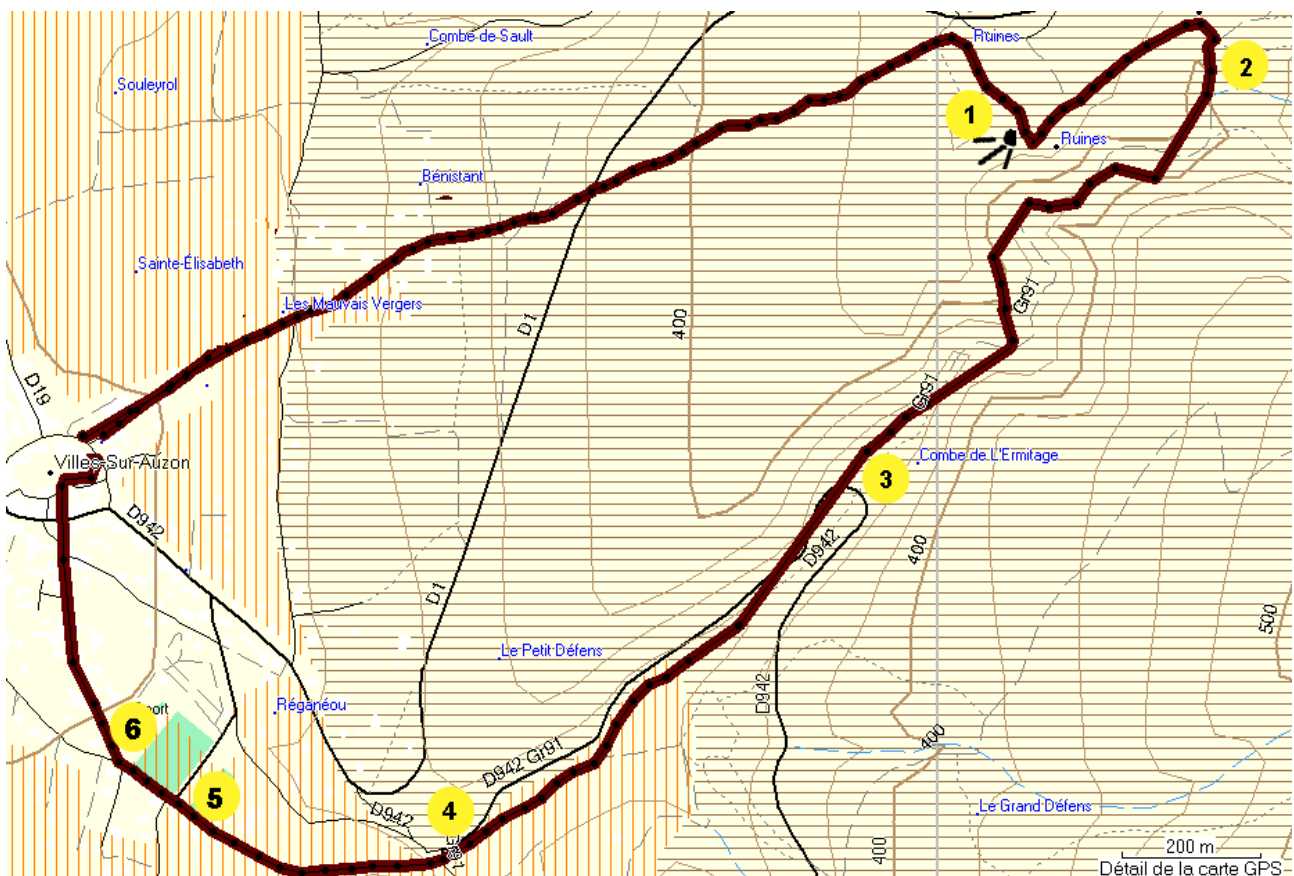 Combe de Sault
Ruines
Souleyrol
2
1
Ruines
Bénistant
Sainte-Élisabeth
Les Mauvais Vergers
Gr91
D1
400
D19
Gr91
Villes-Sur-Auzon
Combe de L'Ermitage
3
D942
D942
400
D1
500
Le Petit Défens
D942
Réganéou
6
400
D942 Gr91
5
4
D942
Le Grand Défens
400
200 m
Détail de la carte GPS